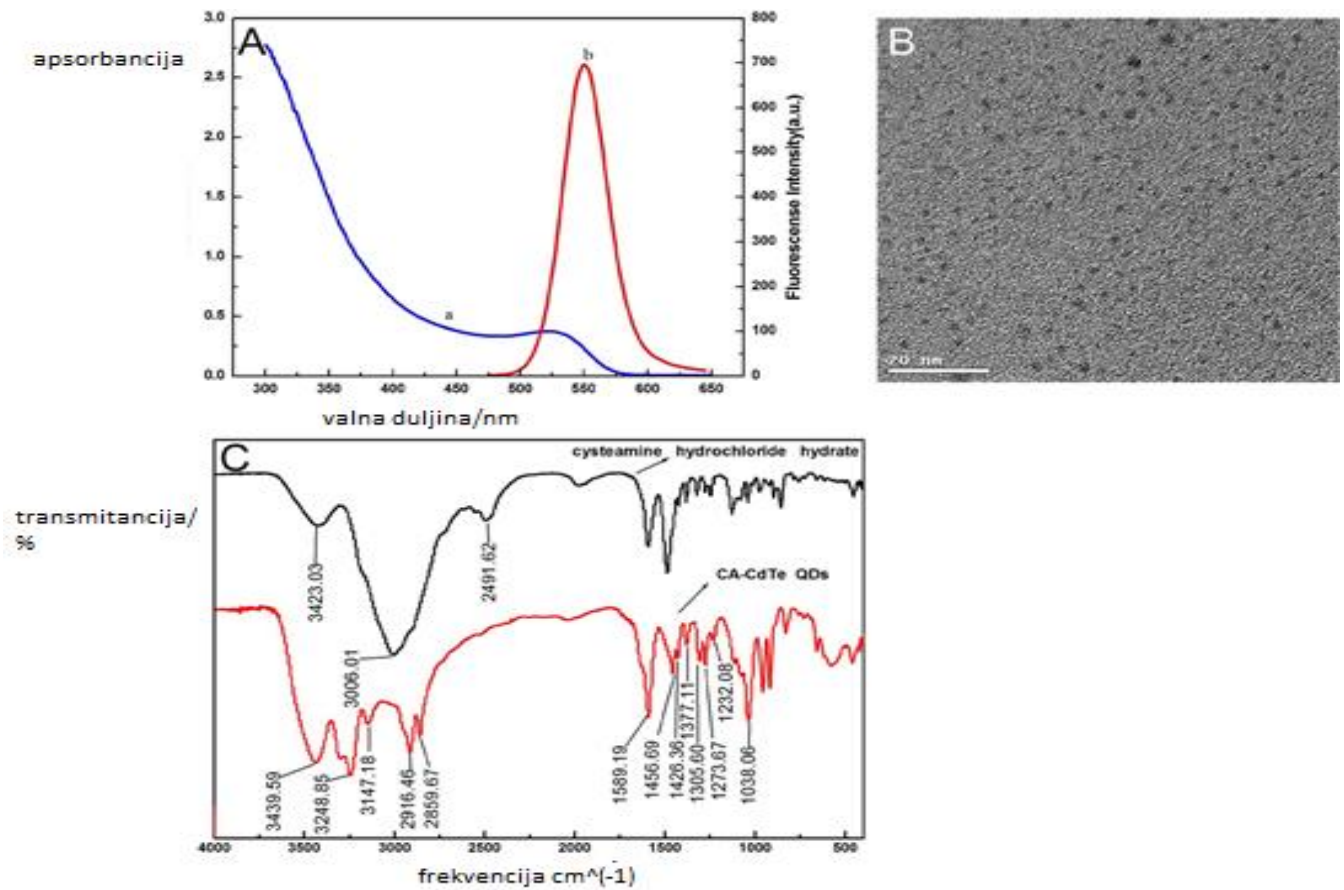 A
apsorbancija
3.0
2.5
2.0
1.5
1.0
0.5
0.0
a
b
800
700
600
500
400
300
200
100
0
Fluorescense Intensity(a.u.)
300 350 400 450 500 550 600 650
valna duljina/nm
B
20 nm
C
cysteamine hydrochloride hydrate
transmitancija/
%
3423.03
3006.01
2491.62
CA-CdTe QDs
3439.59
3248.85
3147.18
2916.46
2859.67
1589.19
1456.69
1426.36
1377.11
1305.60
1273.67
1232.08
1038.06
4000 3500 3000 2500 2000 1500 1000 500
frekvencija cm^(-1)